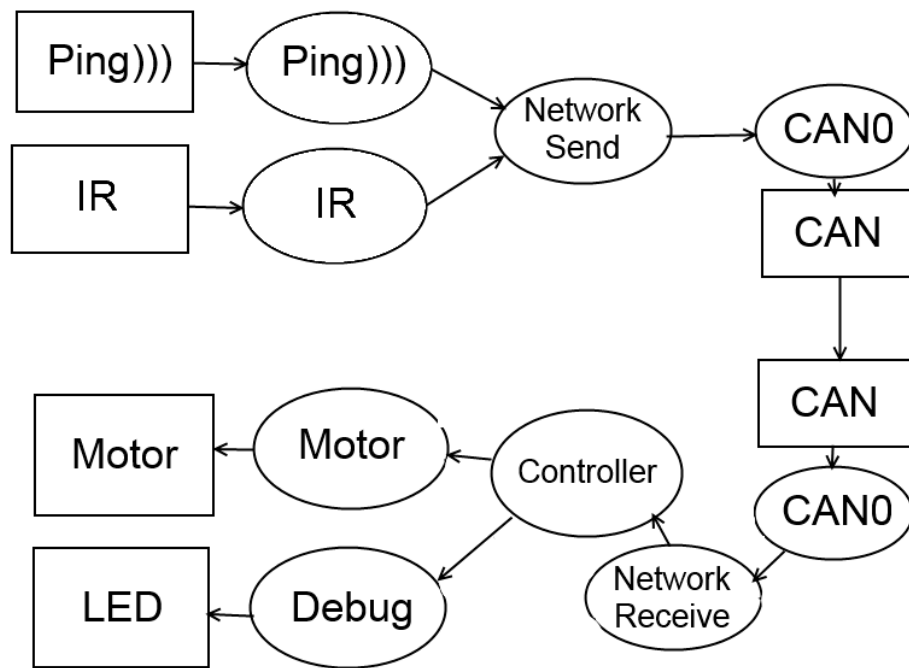 Ping)))
Ping)))
Network
Send
CAN0
IR
IR
CAN
CAN
Motor
Motor
Controller
CAN0
LED
Debug
Network
Receive